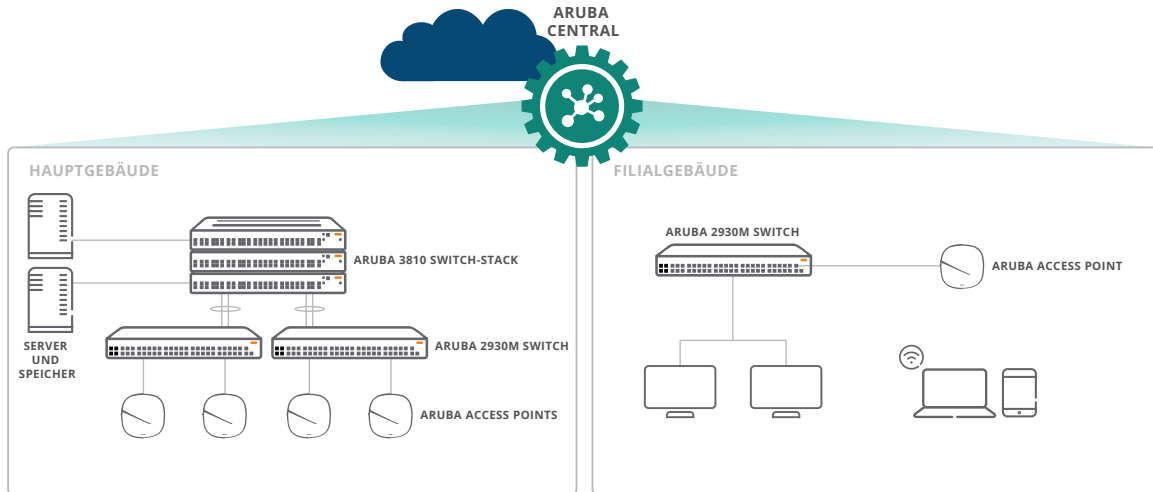 ARUBA
CENTRAL
HAUPTGEBÄUDE
ARUBA 3810 SWITCH-STACK
SERVER
UND
SPEICHER
ARUBA 2930M SWITCH
ARUBA ACCESS POINTS
FILIALGEBÄUDE
ARUBA 2930M SWITCH
ARUBA ACCESS POINT